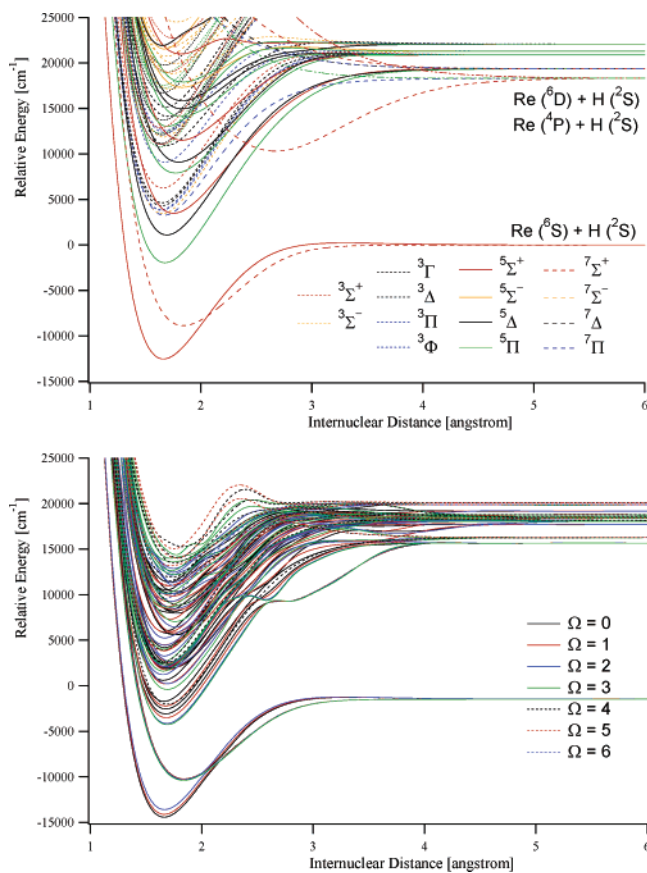 Relative Energy [cm⁻¹]
25000
20000
15000
10000
5000
0
-5000
-10000
-15000
Re (⁶D) + H (²S)
Re (⁴P) + H (²S)
Re (⁶S) + H (²S)
³Σ⁺
³Σ⁻
³Γ
³Δ
³Π
³Φ
⁵Σ⁺
⁵Σ⁻
⁵Δ
⁵Π
⁷Σ⁺
⁷Σ⁻
⁷Δ
⁷Π
1 2 3 4 5 6
Internuclear Distance [angstrom]
Relative Energy [cm⁻¹]
25000
20000
15000
10000
5000
0
-5000
-10000
-15000
Ω = 0
Ω = 1
Ω = 2
Ω = 3
Ω = 4
Ω = 5
Ω = 6
1 2 3 4 5 6
Internuclear Distance [angstrom]